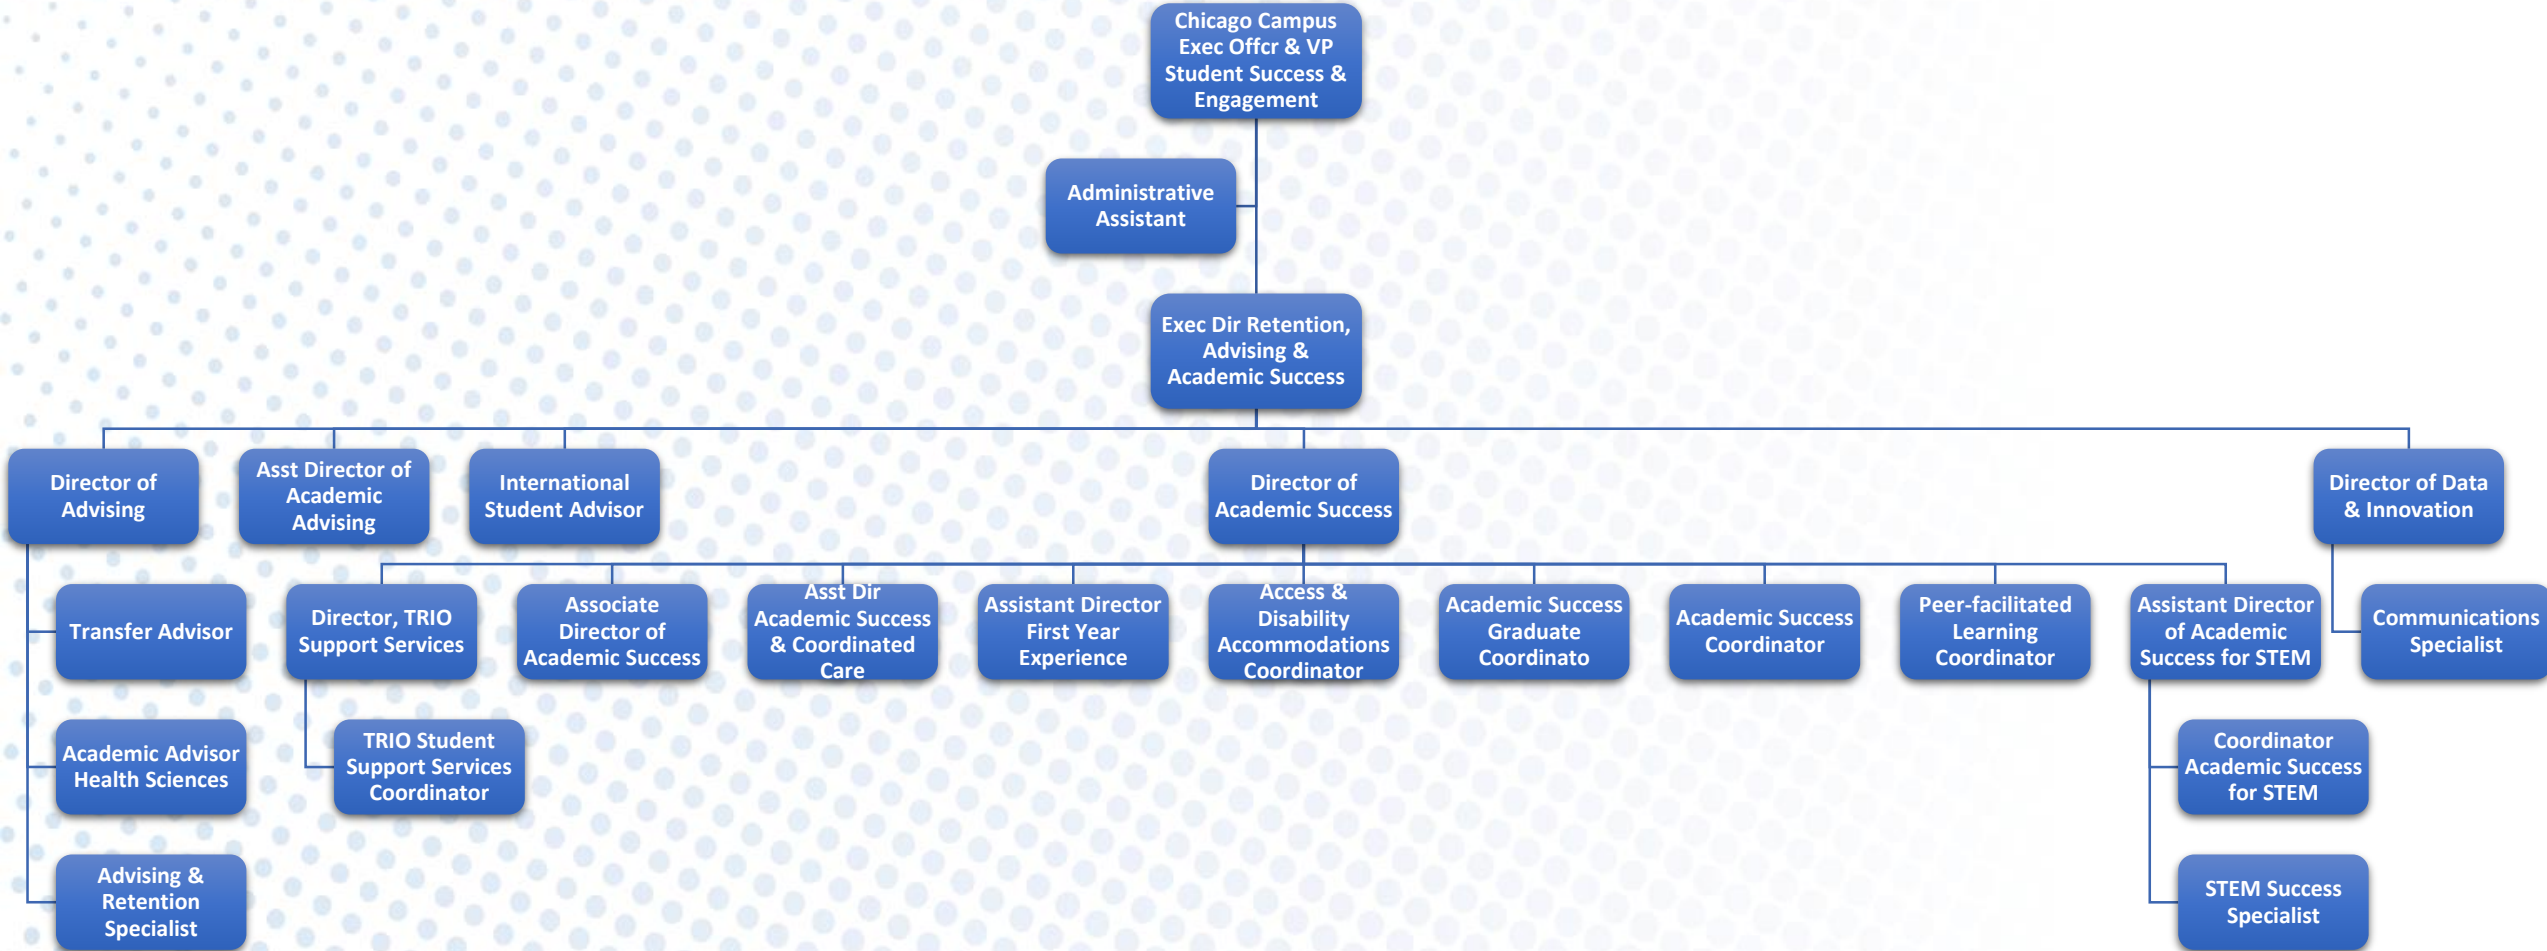 Chicago Campus
Exec Offcr & VP
Student Success &
Engagement
Administrative
Assistant
Exec Dir Retention,
Advising &
Academic Success
Director of
Advising
Asst Director of
Academic
Advising
International
Student Advisor
Director of
Academic Success
Director of Data
& Innovation
Transfer Advisor
Director, TRIO
Support Services
Associate
Director of
Academic Success
Asst Dir
Academic Success
& Coordinated
Care
Assistant Director
First Year
Experience
Access &
Disability
Accommodations
Coordinator
Academic Success
Graduate
Coordinato
Academic Success
Coordinator
Peer-facilitated
Learning
Coordinator
Assistant Director
of Academic
Success for STEM
Communications
Specialist
Academic Advisor
Health Sciences
TRIO Student
Support Services
Coordinator
Coordinator
Academic Success
for STEM
Advising &
Retention
Specialist
STEM Success
Specialist